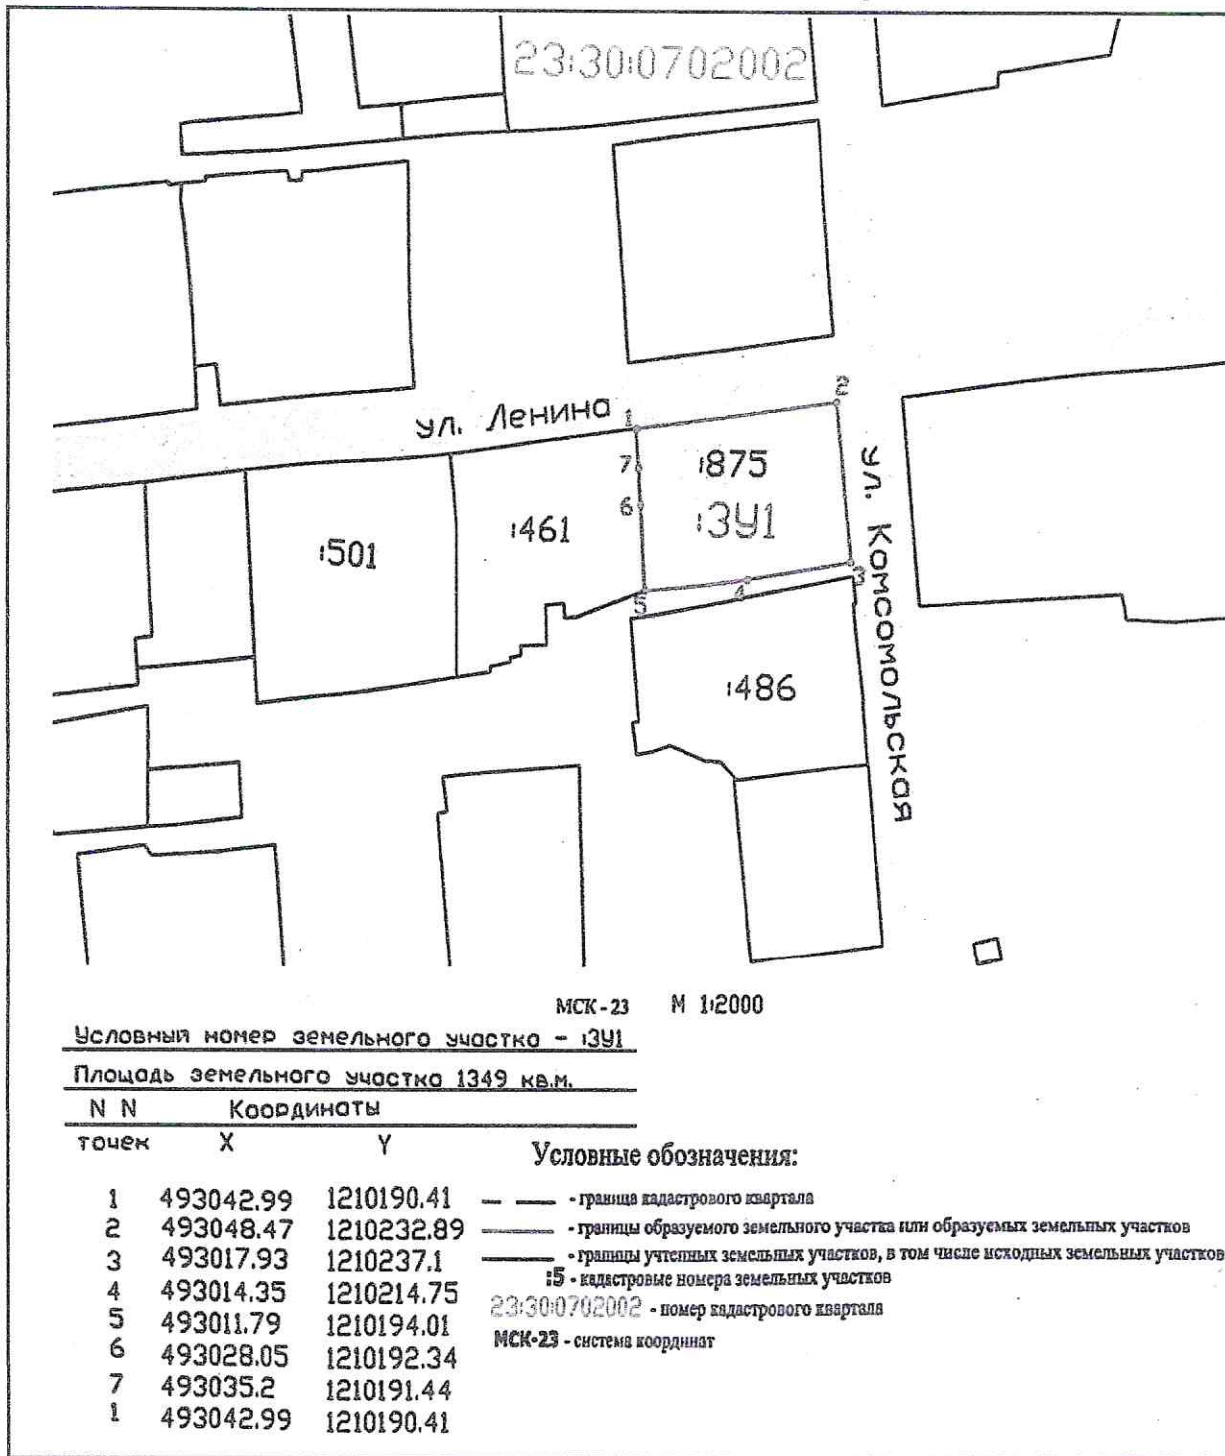 23:30:0702002
ул. Ленина
1
2
7
:875
6
:ЗУ1
:461
:501
ул. Комсомольская
3
4
5
:486
МСК-23 М 1:2000
Условный номер земельного участка - :ЗУ1
Площадь земельного участка 1349 кв.м.
N N Координаты
точек X Y
Условные обозначения:
1 493042.99 1210190.41
- граница кадастрового квартала
2 493048.47 1210232.89
- границы образуемого земельного участка или образуемых земельных участков
3 493017.93 1210237.1
- границы учтенных земельных участков, в том числе исходных земельных участков
:5 - кадастровые номера земельных участков
4 493014.35 1210214.75
23:30:0702002 - номер кадастрового квартала
5 493011.79 1210194.01
МСК-23 - система координат
6 493028.05 1210192.34
7 493035.2 1210191.44
1 493042.99 1210190.41